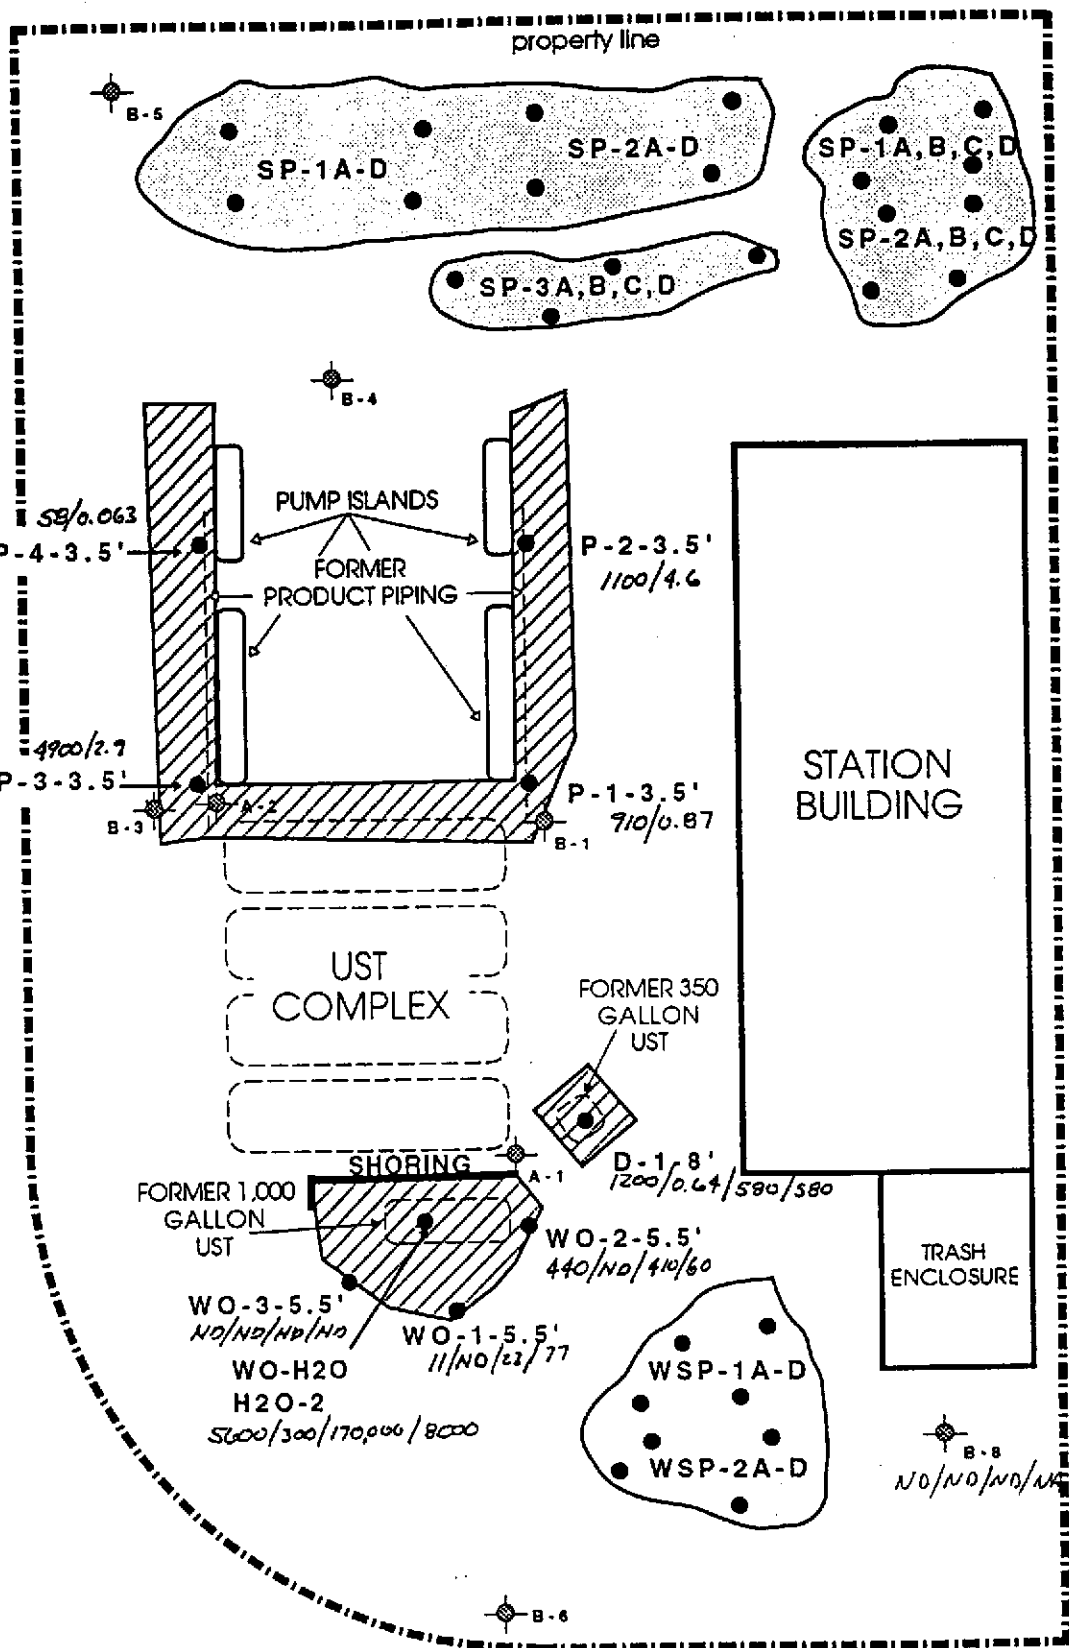 property line
B-5
SP-1A-D
SP-2A-D
SP-1A,B,C,D
SP-2A,B,C,D
SP-3A,B,C,D
B-4
58/0.063
P-4-3.5'
PUMP ISLANDS
FORMER
PRODUCT PIPING
P-2-3.5'
1100/4.6
4900/2.9
P-3-3.5'
B-3
A-2
P-1-3.5'
910/0.87
B-1
STATION
BUILDING
UST
COMPLEX
FORMER 350
GALLON
UST
SHORING
A-1
D-1-8'
1200/0.64/580/580
FORMER 1,000
GALLON
UST
WO-2-5.5'
440/ND/410/60
TRASH
ENCLOSURE
WO-3-5.5'
ND/ND/ND/ND
WO-1-5.5'
11/ND/23/77
WO-H2O
H2O-2
5600/300/170,000/8000
WSP-1A-D
WSP-2A-D
B-8
ND/ND/ND/NA
B-6